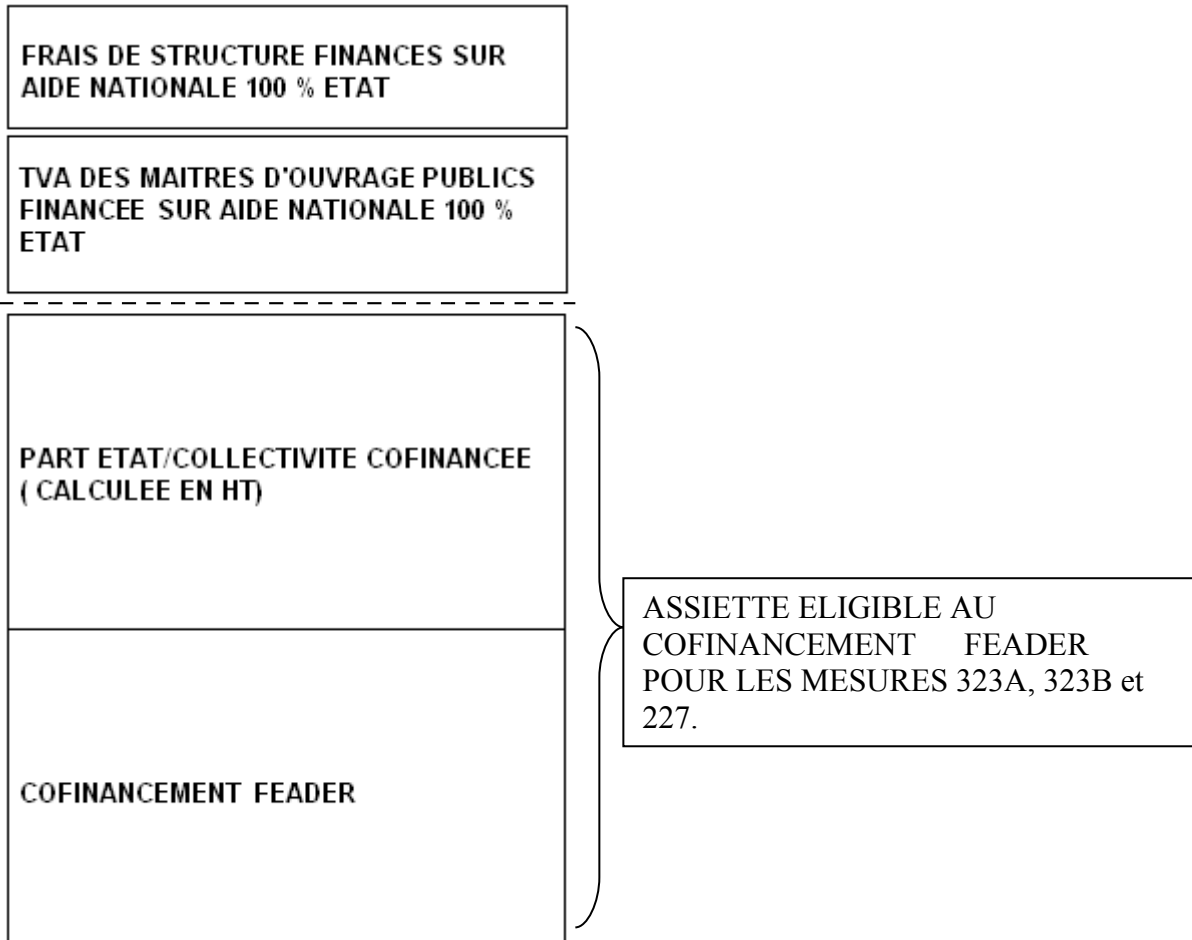 FRAIS DE STRUCTURE FINANCES SUR
AIDE NATIONALE 100 % ETAT
TVA DES MAITRES D'OUVRAGE PUBLICS
FINANCEE SUR AIDE NATIONALE 100 %
ETAT
PART ETAT/COLLECTIVITE COFINANCEE
( CALCULEE EN HT)
ASSIETTE ELIGIBLE AU
COFINANCEMENT FEADER
POUR LES MESURES 323A, 323B et
227.
COFINANCEMENT FEADER